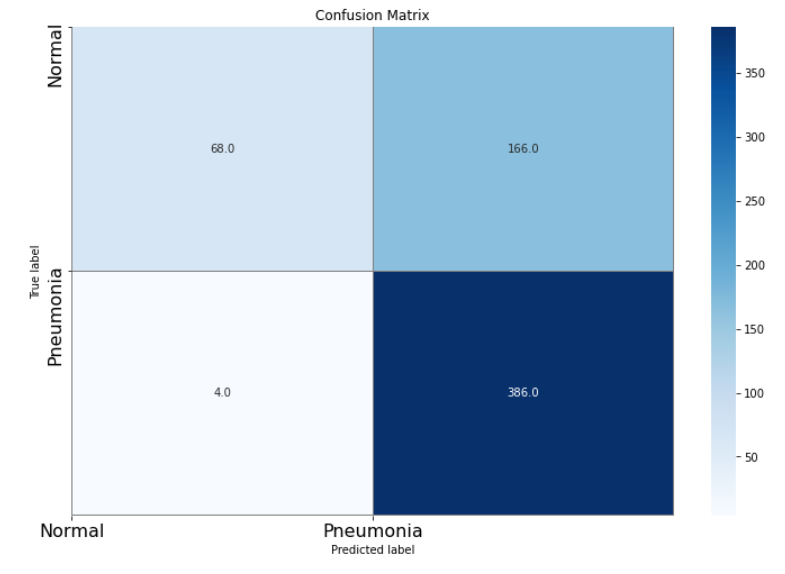 Confusion Matrix
Normal
68.0
166.0
True label
Pneumonia
4.0
386.0
Normal
Pneumonia
Predicted label
350
300
250
200
150
100
50